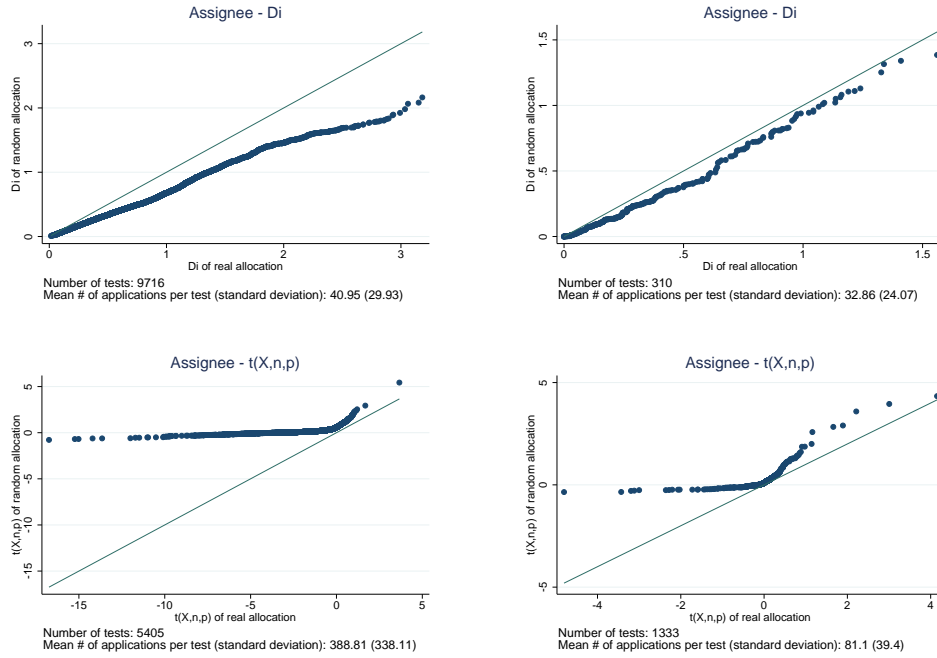 Assignee - Di
Di of random allocation
3
2
1
0
0
1
2
3
Di of real allocation
Number of tests: 9716
Mean # of applications per test (standard deviation): 40.95 (29.93)
Assignee - Di
Di of random allocation
1.5
1
.5
0
0
.5
1
1.5
Di of real allocation
Number of tests: 310
Mean # of applications per test (standard deviation): 32.86 (24.07)
Assignee - t(X,n,p)
t(X,n,p) of random allocation
5
0
-5
-10
-15
-15
-10
-5
0
5
t(X,n,p) of real allocation
Number of tests: 5405
Mean # of applications per test (standard deviation): 388.81 (338.11)
Assignee - t(X,n,p)
t(X,n,p) of random allocation
5
0
-5
-4
-2
0
2
4
t(X,n,p) of real allocation
Number of tests: 1333
Mean # of applications per test (standard deviation): 81.1 (39.4)